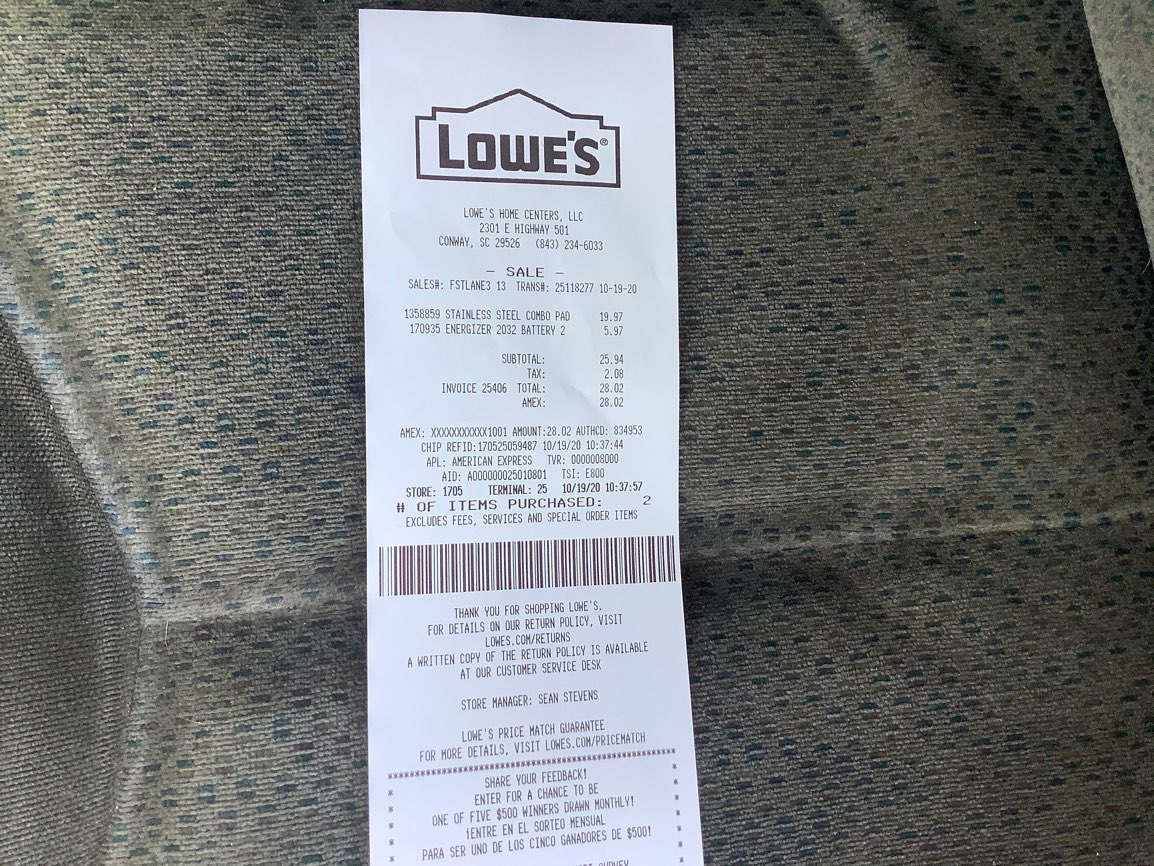 LOWE'S®
LOWE'S HOME CENTERS, LLC
2301 E HIGHWAY 501
CONWAY, SC 29526 (843) 234-6033
- SALE -
SALES#: FSTLANE3 13 TRANS#: 25118277 10-19-20
1358859 STAINLESS STEEL COMBO PAD 19.97
170935 ENERGIZER 2032 BATTERY 2 5.97
SUBTOTAL: 25.94
TAX: 2.08
INVOICE 25406 TOTAL: 28.02
AMEX: 28.02
AMEX: XXXXXXXXXXX1001 AMOUNT:28.02 AUTHCD: 834953
CHIP REFID:170525059487 10/19/20 10:37:44
APL: AMERICAN EXPRESS TVR: 0000008000
AID: A000000025010801 TSI: E800
STORE: 1705 TERMINAL: 25 10/19/20 10:37:57
# OF ITEMS PURCHASED: 2
EXCLUDES FEES, SERVICES AND SPECIAL ORDER ITEMS
THANK YOU FOR SHOPPING LOWE'S.
FOR DETAILS ON OUR RETURN POLICY, VISIT
LOWES.COM/RETURNS
A WRITTEN COPY OF THE RETURN POLICY IS AVAILABLE
AT OUR CUSTOMER SERVICE DESK
STORE MANAGER: SEAN STEVENS
LOWE'S PRICE MATCH GUARANTEE
FOR MORE DETAILS, VISIT LOWES.COM/PRICEMATCH
****************************************************
* SHARE YOUR FEEDBACK! *
* ENTER FOR A CHANCE TO BE *
* ONE OF FIVE $500 WINNERS DRAWN MONTHLY! *
* ¡ENTRE EN EL SORTEO MENSUAL *
* PARA SER UNO DE LOS CINCO GANADORES DE $500! *
SURVEY